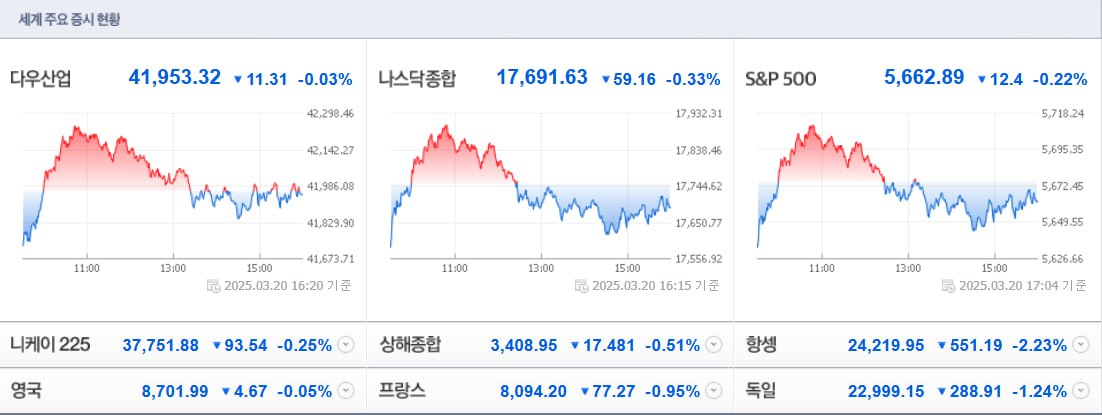 세계 주요 증시 현황
다우산업 41,953.32 ▼ 11.31 -0.03%
42,298.46
42,142.27
41,986.08
41,829.90
41,673.71
11:00 13:00 15:00
2025.03.20 16:20 기준
나스닥종합 17,691.63 ▼ 59.16 -0.33%
17,932.31
17,838.46
17,744.62
17,650.77
17,556.92
11:00 13:00 15:00
2025.03.20 16:15 기준
S&P 500 5,662.89 ▼ 12.4 -0.22%
5,718.24
5,695.35
5,672.45
5,649.55
5,626.66
11:00 13:00 15:00
2025.03.20 17:04 기준
니케이 225 37,751.88 ▼ 93.54 -0.25%
상해종합 3,408.95 ▼ 17.481 -0.51%
항셍 24,219.95 ▼ 551.19 -2.23%
영국 8,701.99 ▼ 4.67 -0.05%
프랑스 8,094.20 ▼ 77.27 -0.95%
독일 22,999.15 ▼ 288.91 -1.24%